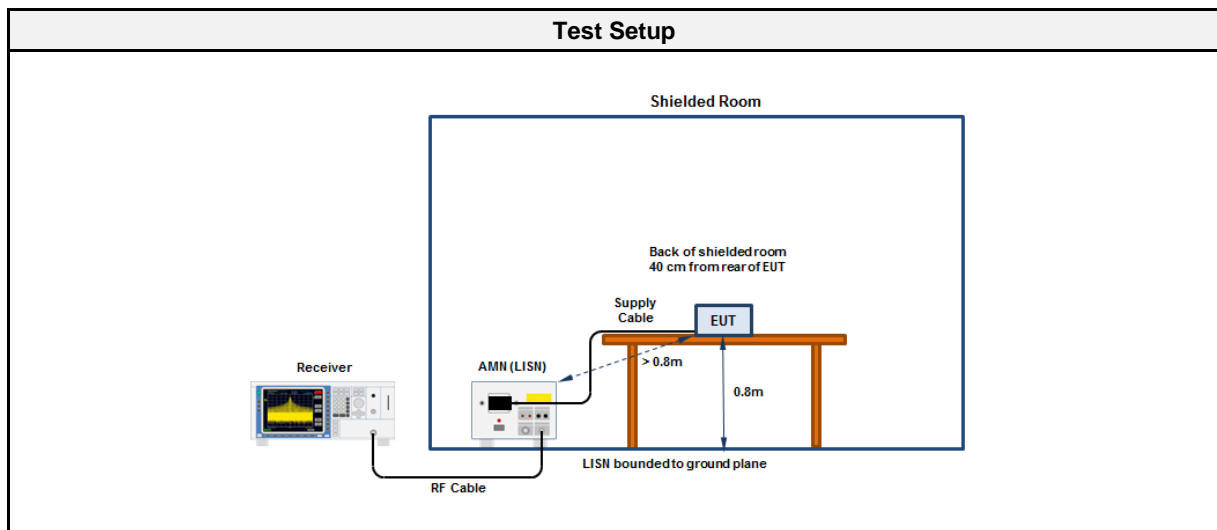 Test Setup
Shielded Room
Back of shielded room
40 cm from rear of EUT
Supply
Cable
EUT
> 0.8m
AMN (LISN)
Receiver
0.8m
LISN bounded to ground plane
RF Cable